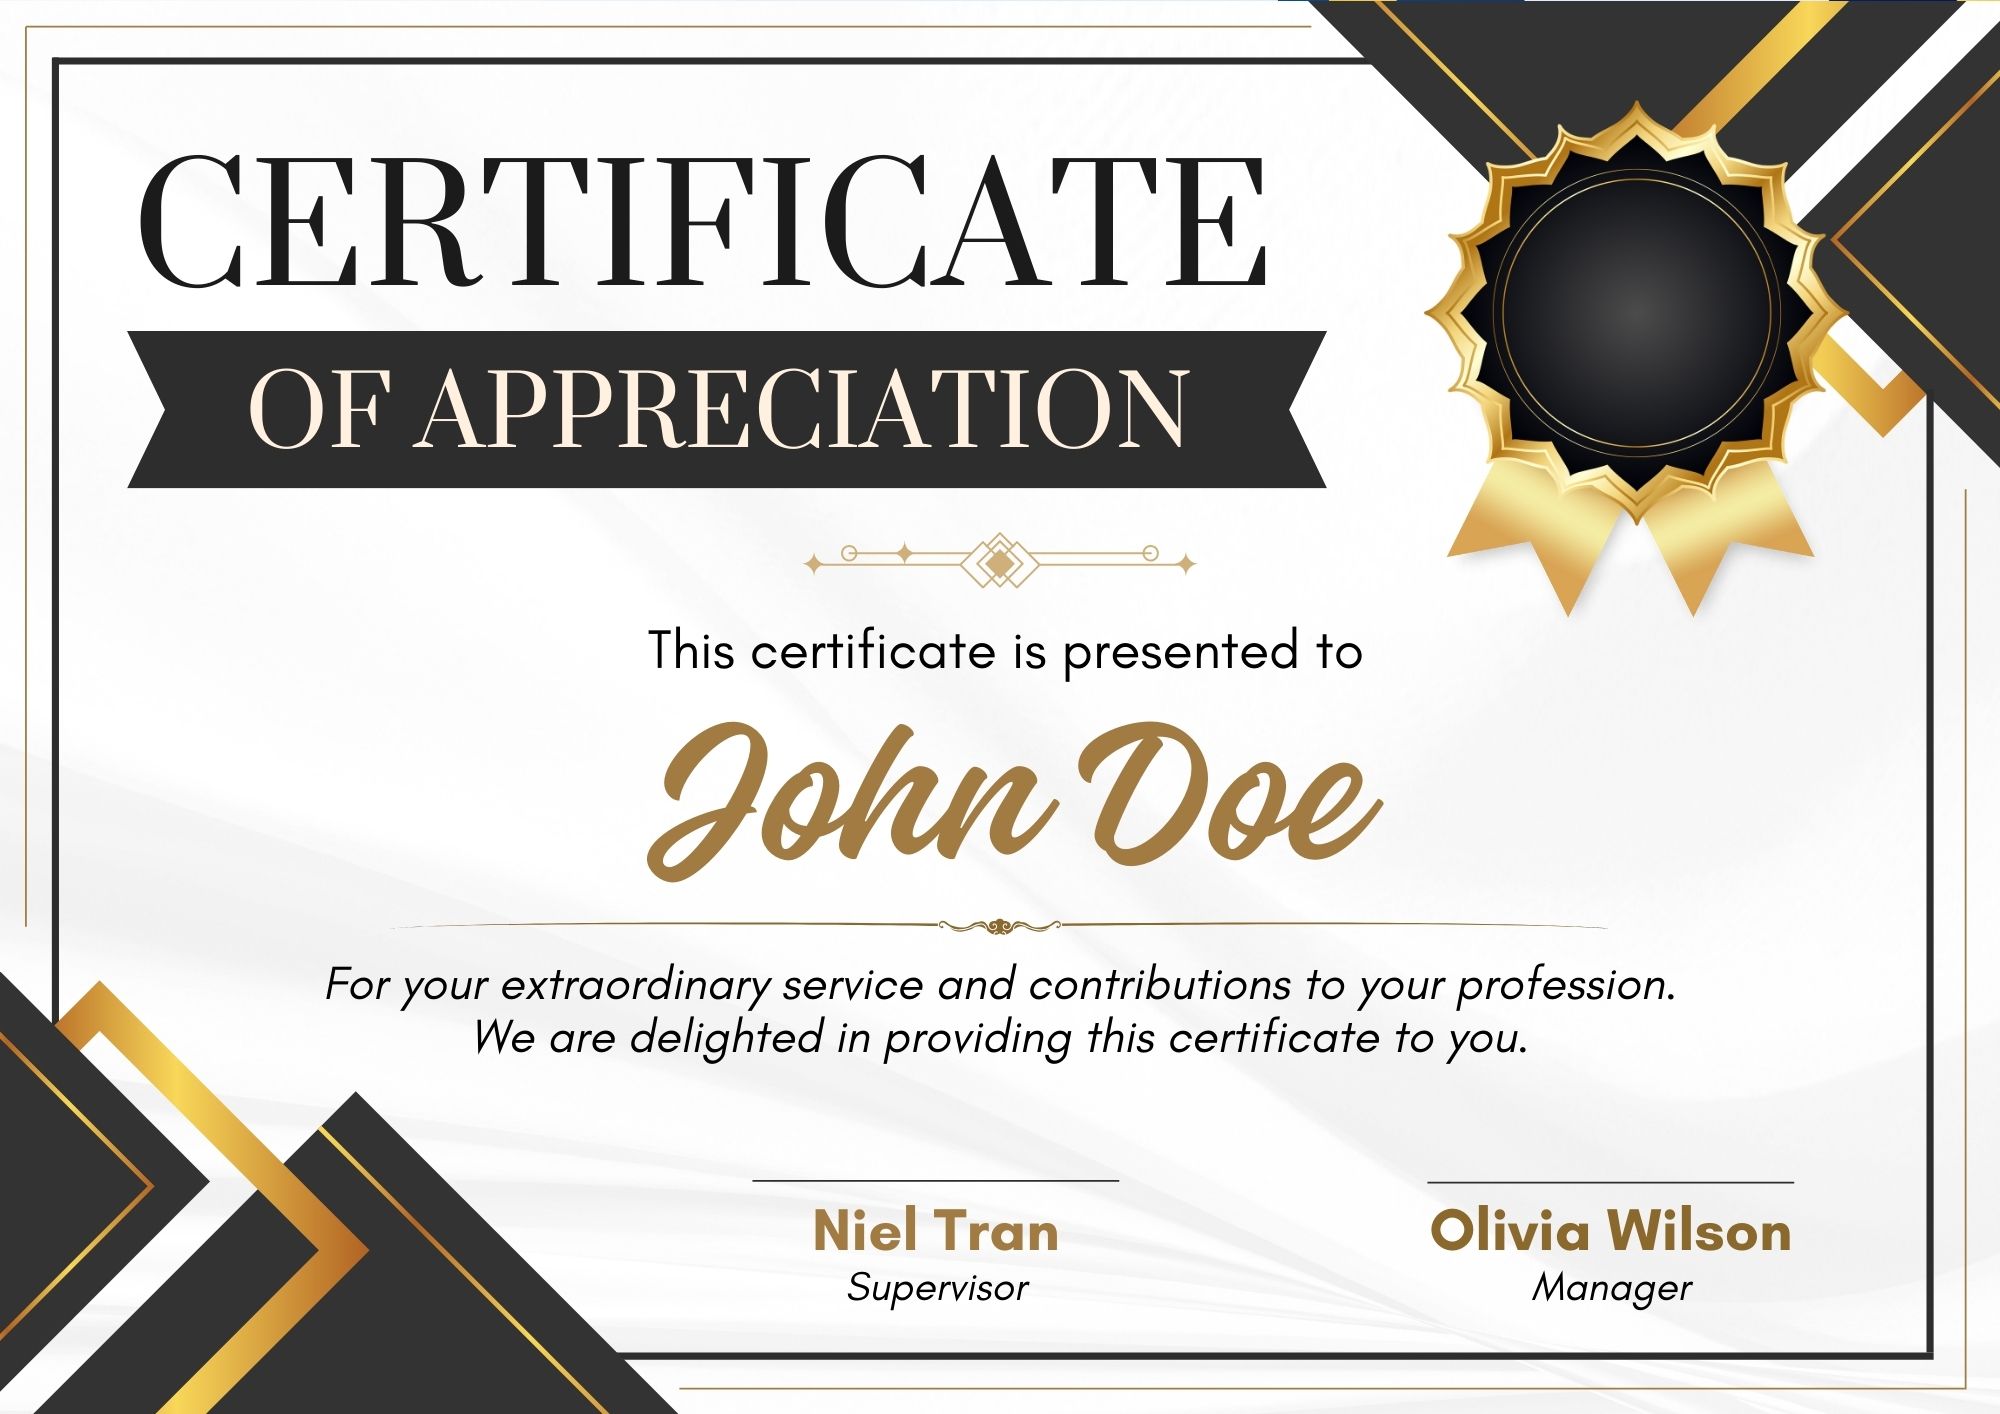 CERTIFICATE
OF APPRECIATION
This certificate is presented to
John Doe
For your extraordinary service and contributions to your profession.
We are delighted in providing this certificate to you.
Niel Tran
Supervisor
Olivia Wilson
Manager